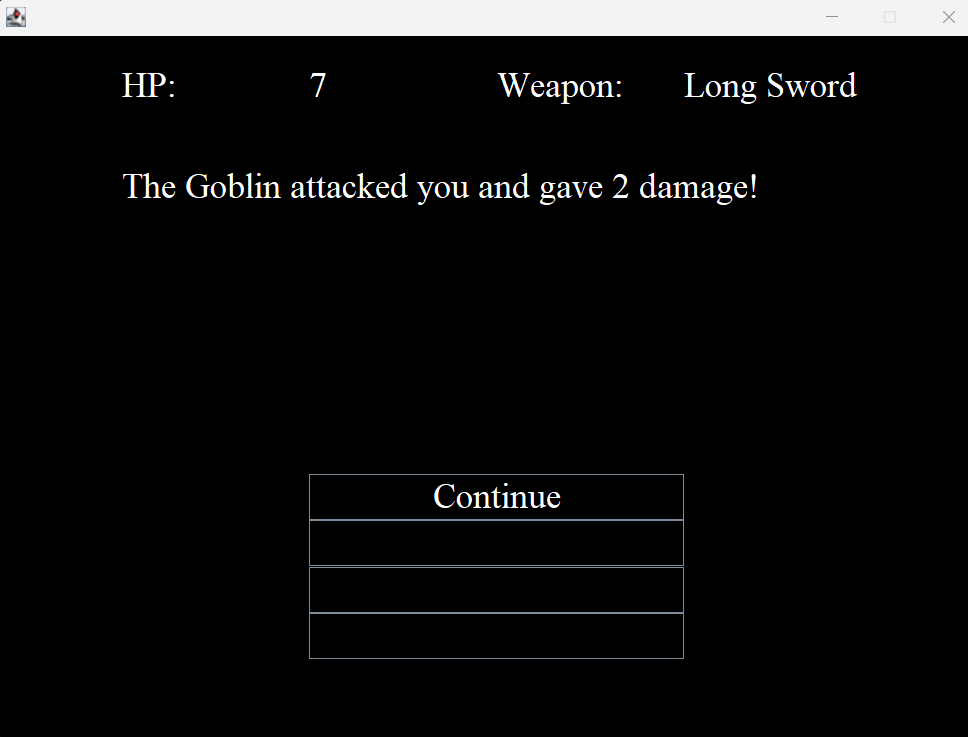 HP: 7 Weapon: Long Sword
The Goblin attacked you and gave 2 damage!
Continue